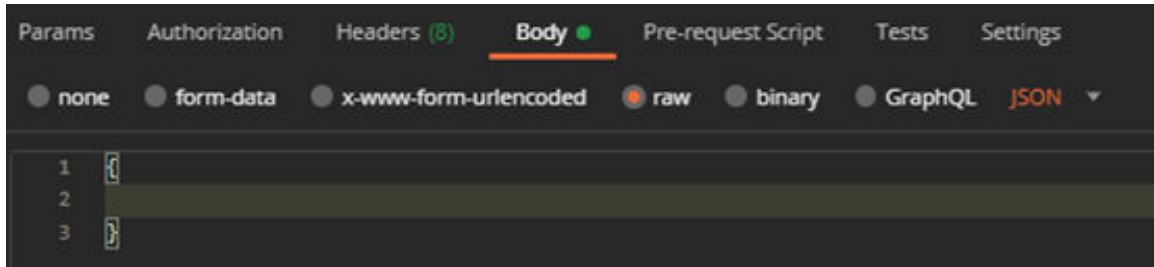 Params Authorization Headers (8) Body Pre-request Script Tests Settings
none form-data x-www-form-urlencoded raw binary GraphQL JSON
1 {
2
3 }